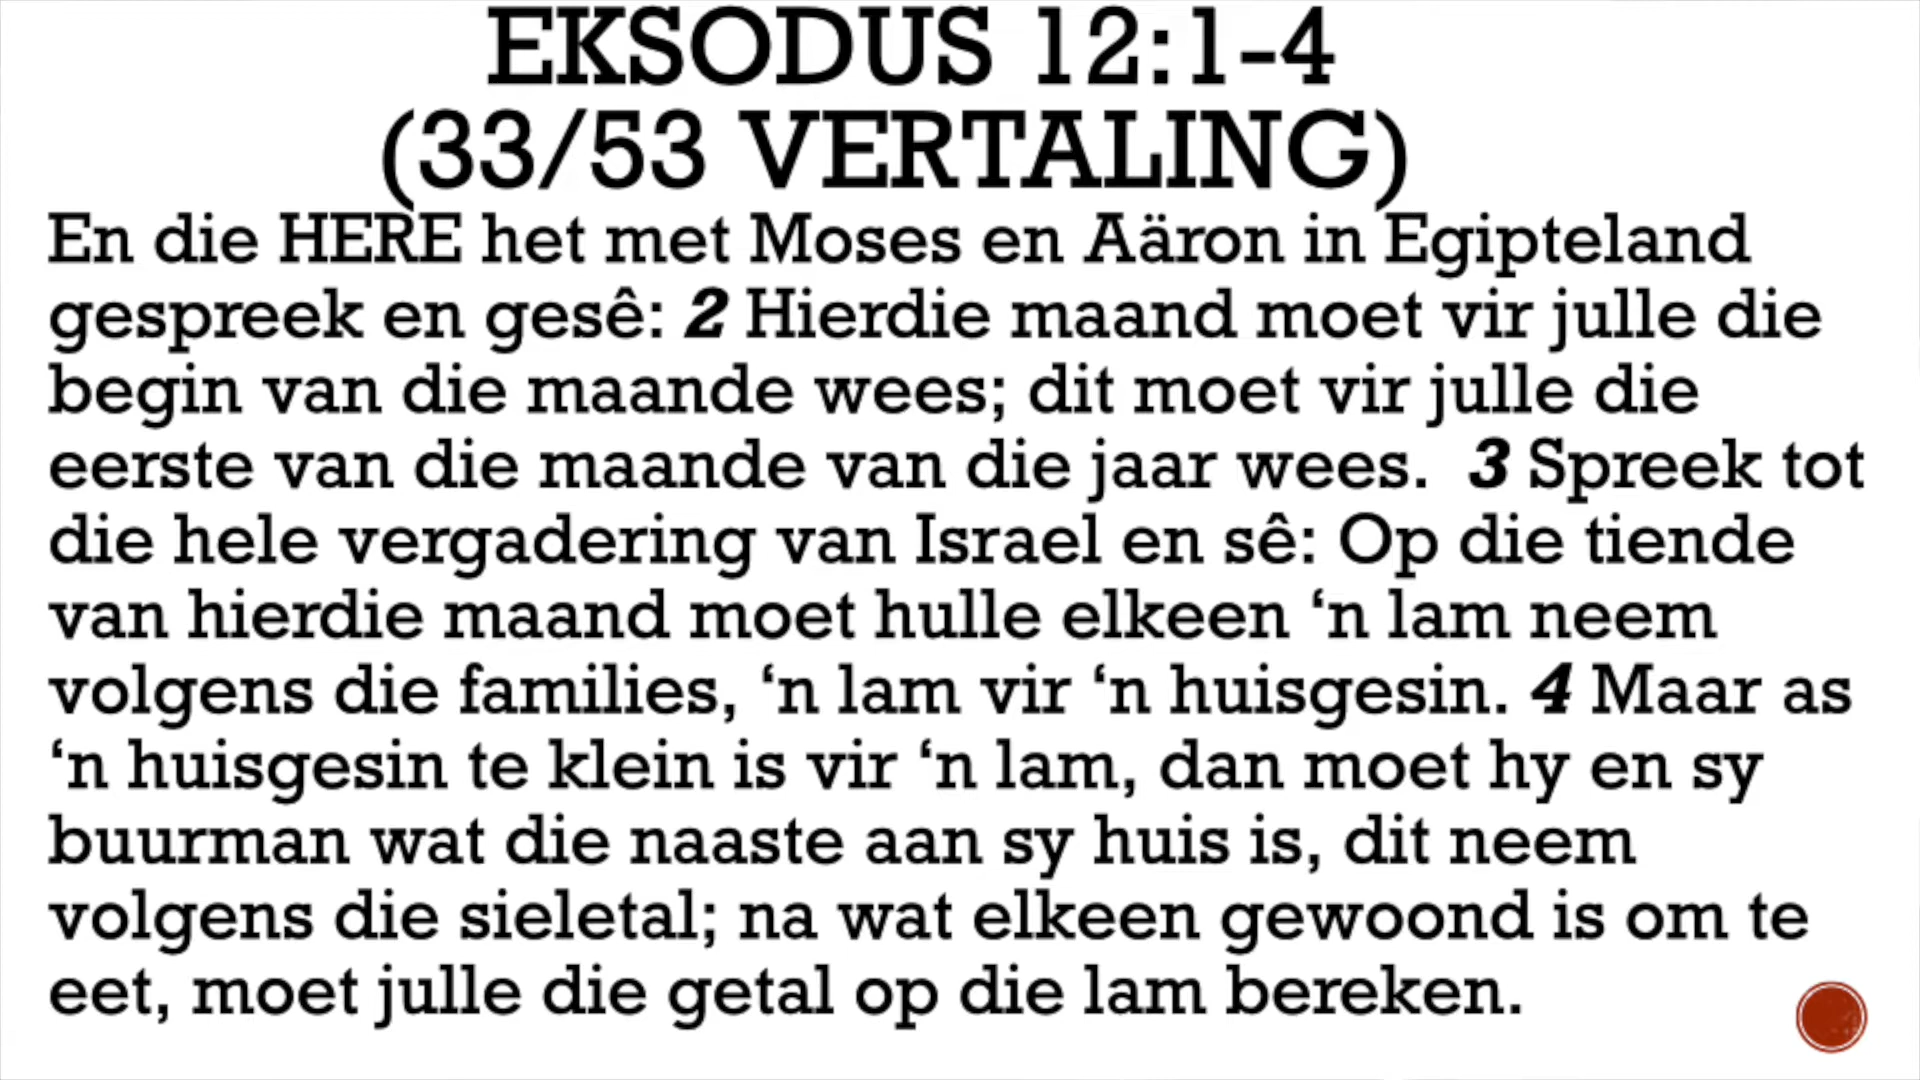 EKSODUS 12:1-4
(33/53 VERTALING)
En die HERE het met Moses en Aäron in Egipteland
gespreek en gesê: 2 Hierdie maand moet vir julle die
begin van die maande wees; dit moet vir julle die
eerste van die maande van die jaar wees.  3 Spreek tot
die hele vergadering van Israel en sê: Op die tiende
van hierdie maand moet hulle elkeen ‘n lam neem
volgens die families, ‘n lam vir ‘n huisgesin. 4 Maar as
‘n huisgesin te klein is vir ‘n lam, dan moet hy en sy
buurman wat die naaste aan sy huis is, dit neem
volgens die sieletal; na wat elkeen gewoond is om te
eet, moet julle die getal op die lam bereken.